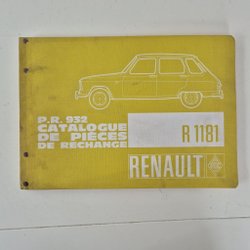 P.R. 932
CATALOGUE
DE PIÈCES
DE RECHANGE
R 1181
RENAULT